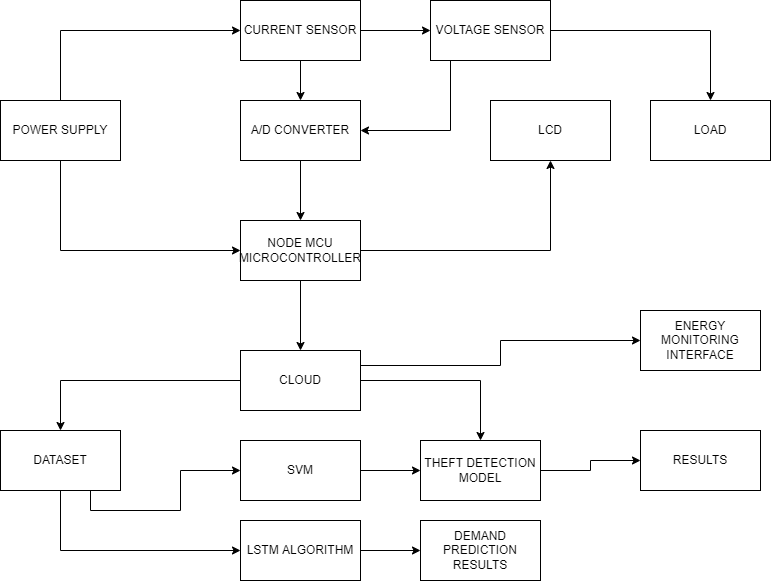 CURRENT SENSOR
VOLTAGE SENSOR
POWER SUPPLY
A/D CONVERTER
LCD
LOAD
NODE MCU
MICROCONTROLLER
ENERGY
MONITORING
INTERFACE
CLOUD
DATASET
SVM
THEFT DETECTION
MODEL
RESULTS
LSTM ALGORITHM
DEMAND
PREDICTION
RESULTS